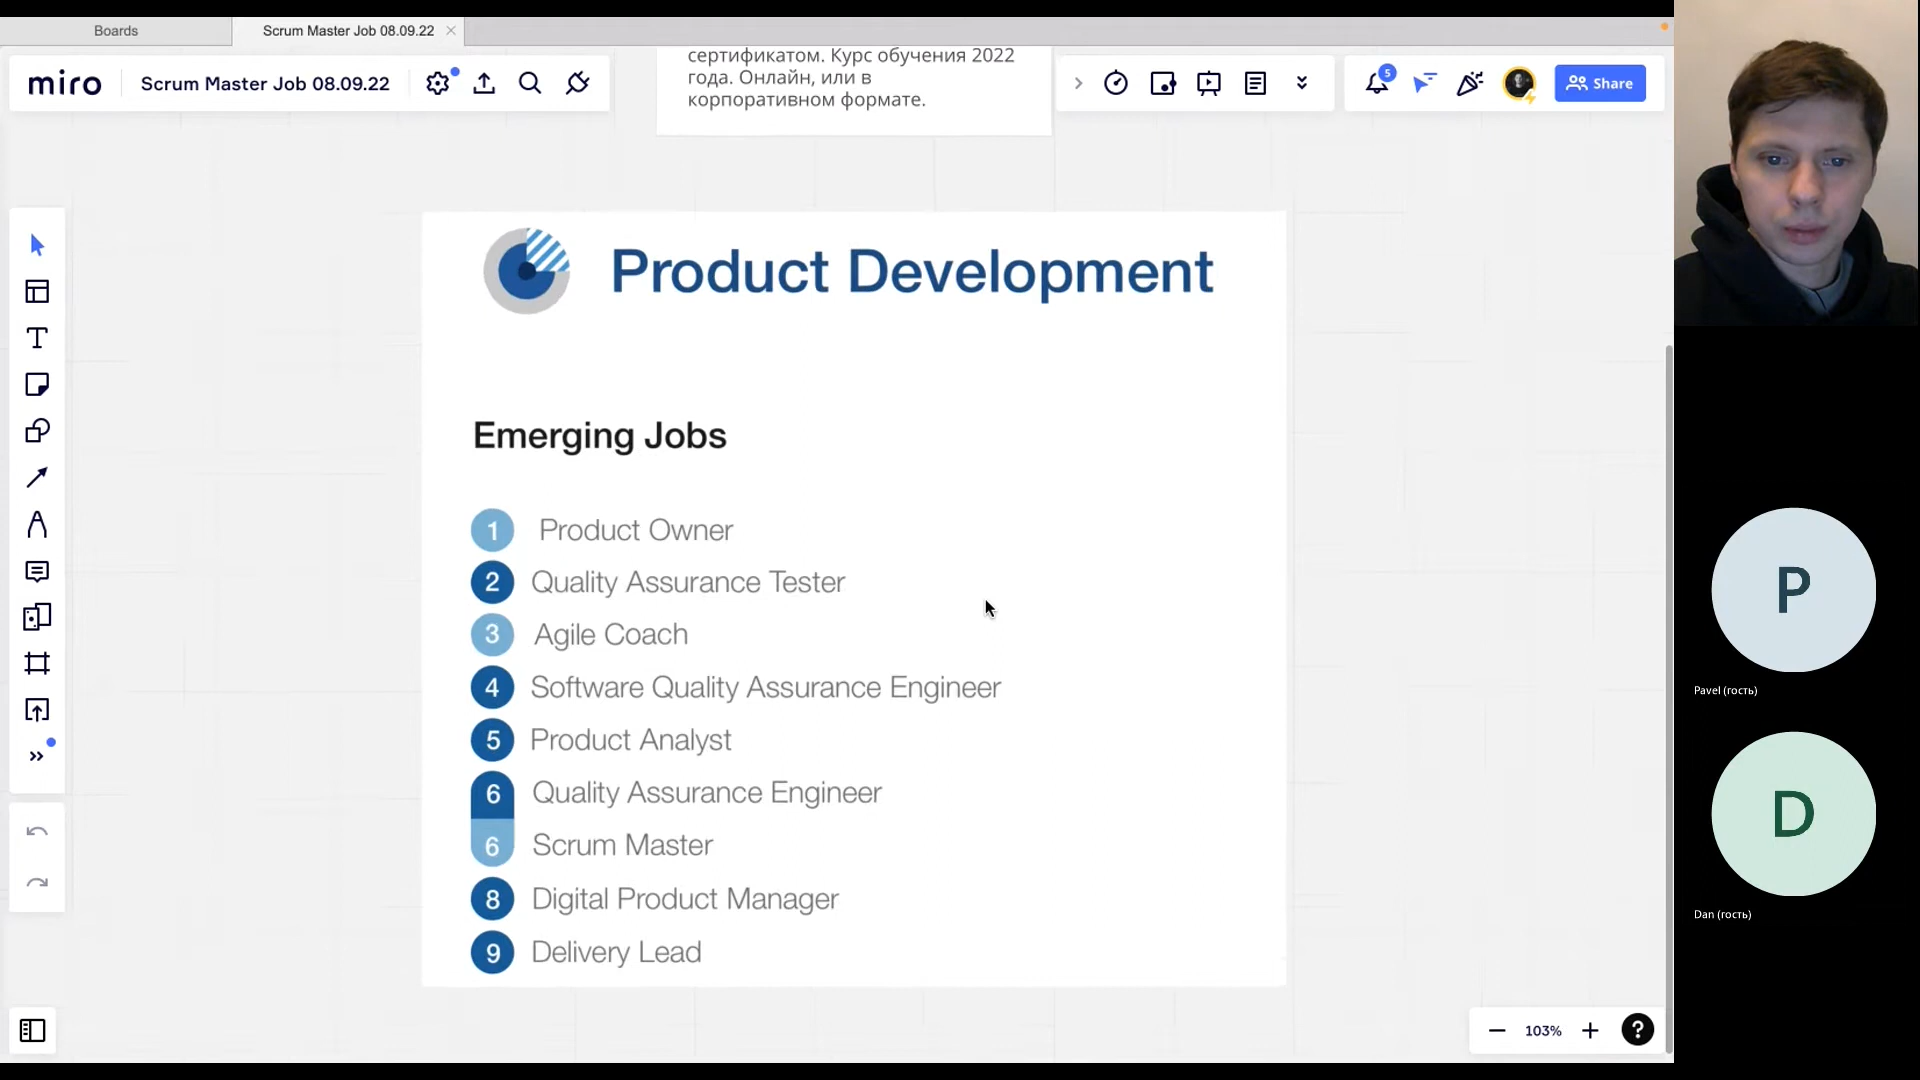 Boards
Scrum Master Job 08.09.22
miro
Scrum Master Job 08.09.22
сертификатом. Курс обучения 2022
года. Онлайн, или в
корпоративном формате.
5
Share
Product Development
Emerging Jobs
1 Product Owner
2 Quality Assurance Tester
3 Agile Coach
4 Software Quality Assurance Engineer
5 Product Analyst
6 Quality Assurance Engineer
6 Scrum Master
8 Digital Product Manager
9 Delivery Lead
103%
P
Pavel (гость)
D
Dan (гость)